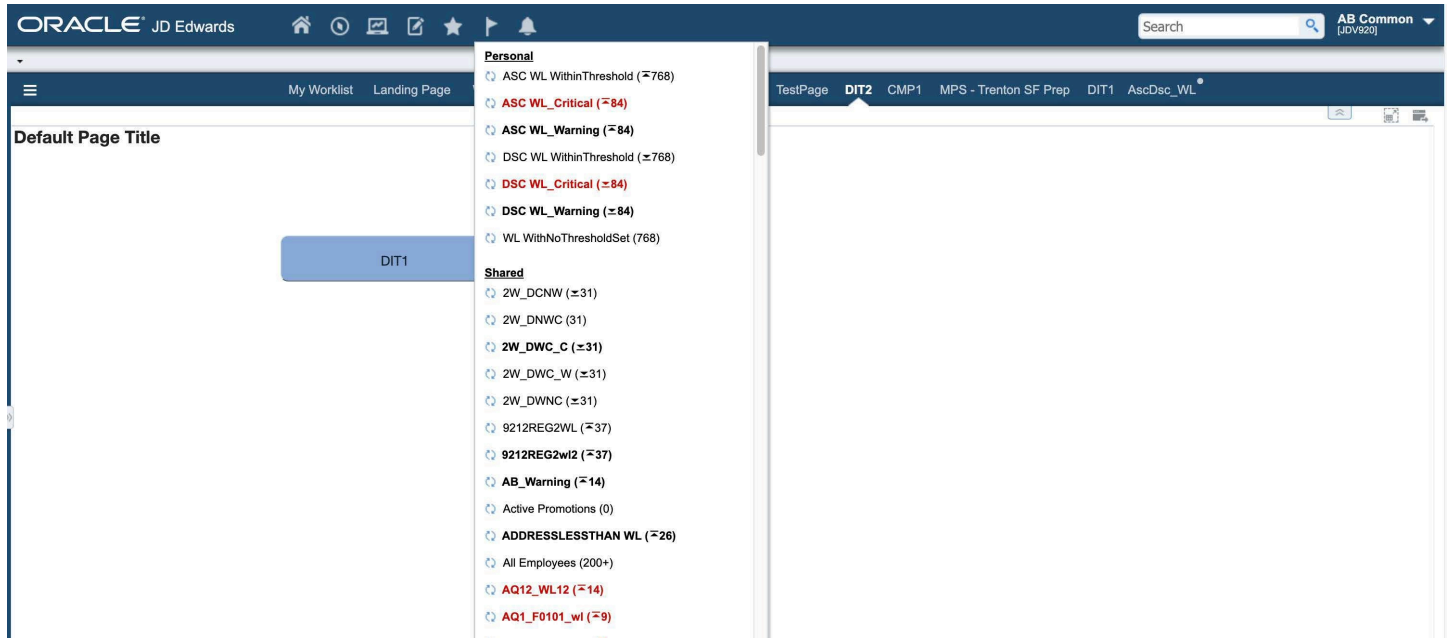 ORACLE JD Edwards
Search
AB Common
[JDV920]
My Worklist Landing Page TestPage DIT2 CMP1 MPS - Trenton SF Prep DIT1 AscDsc_WL
Default Page Title
DIT1
Personal
ASC WL WithinThreshold (⌅768)
ASC WL_Critical (⌅84)
ASC WL_Warning (⌅84)
DSC WL WithinThreshold (⌄768)
DSC WL_Critical (⌄84)
DSC WL_Warning (⌄84)
WL WithNoThresholdSet (768)
Shared
2W_DCNW (⌄31)
2W_DNWC (31)
2W_DWC_C (⌄31)
2W_DWC_W (⌄31)
2W_DWNC (⌄31)
9212REG2WL (⌅37)
9212REG2wl2 (⌅37)
AB_Warning (⌅14)
Active Promotions (0)
ADDRESSLESSTHAN WL (⌅26)
All Employees (200+)
AQ12_WL12 (⌅14)
AQ1_F0101_wl (⌅9)